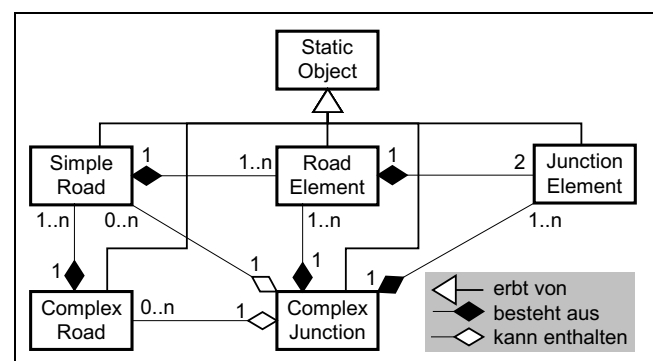 Static
Object
Simple
Road
1
1..n
Road
Element
1
2
Junction
Element
1..n
0..n
1..n
1..n
1
1
1
1
Complex
Road
0..n
1
Complex
Junction
erbt von
besteht aus
kann enthalten